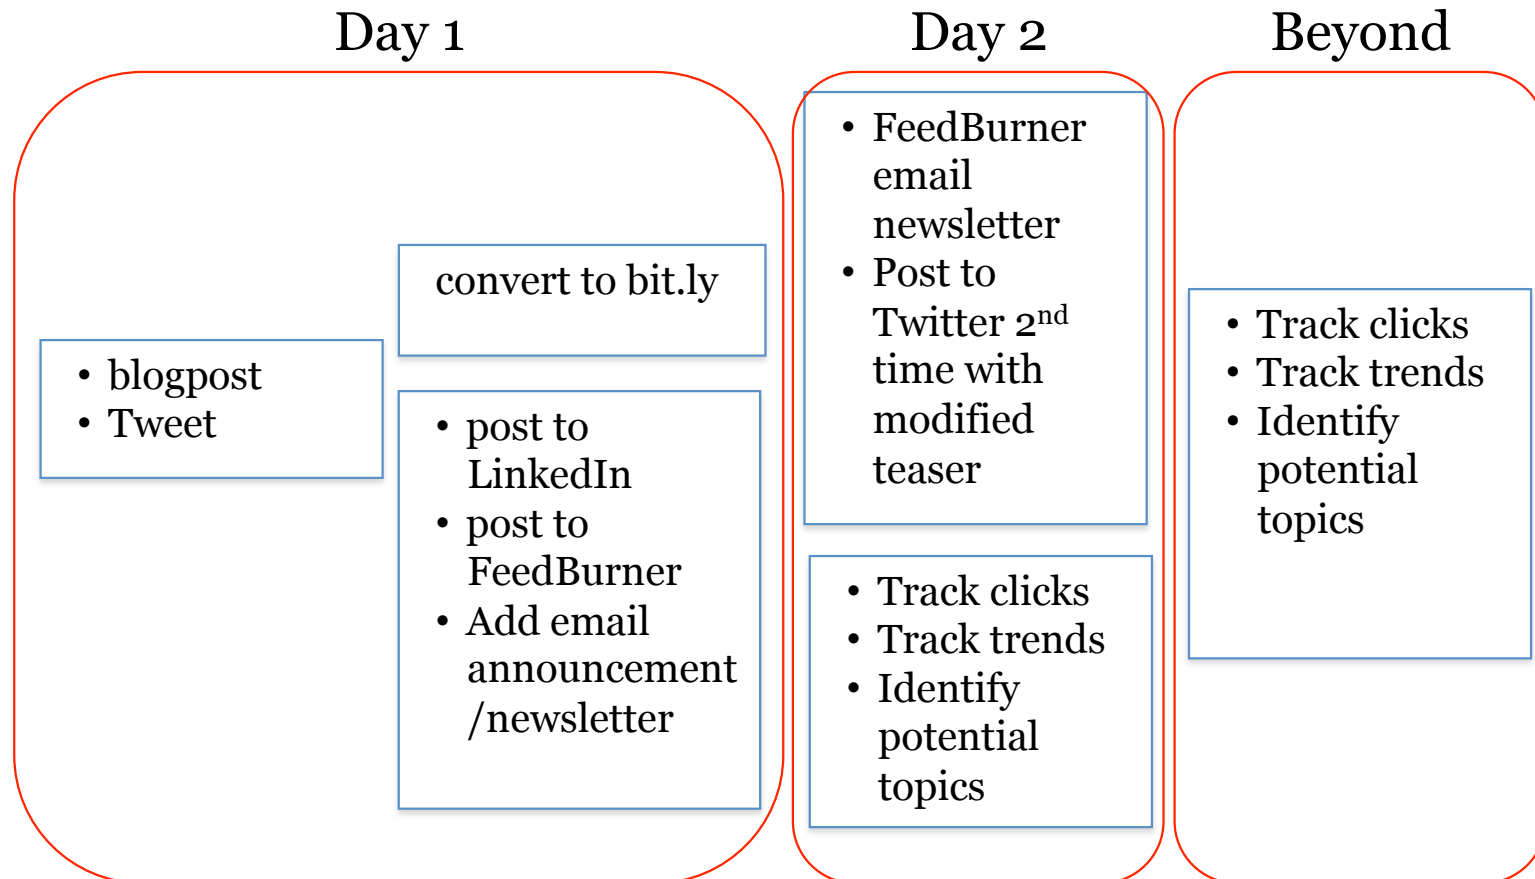 Day 1
• blogpost
• Tweet
convert to bit.ly
• post to
LinkedIn
• post to
FeedBurner
• Add email
announcement
/newsletter
Day 2
• FeedBurner
email
newsletter
• Post to
Twitter 2nd
time with
modified
teaser
• Track clicks
• Track trends
• Identify
potential
topics
Beyond
• Track clicks
• Track trends
• Identify
potential
topics